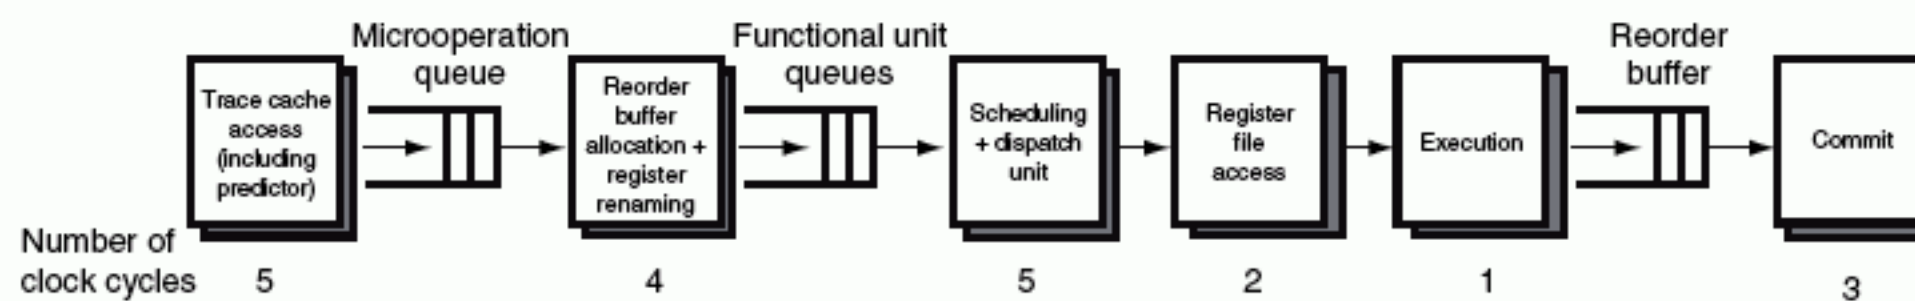 Microoperation
queue
Functional unit
queues
Reorder
buffer
Trace cache
access
(including
predictor)
Reorder
buffer
allocation +
register
renaming
Scheduling
+ dispatch
unit
Register
file
access
Execution
Commit
Number of
clock cycles 5 4 5 2 1 3